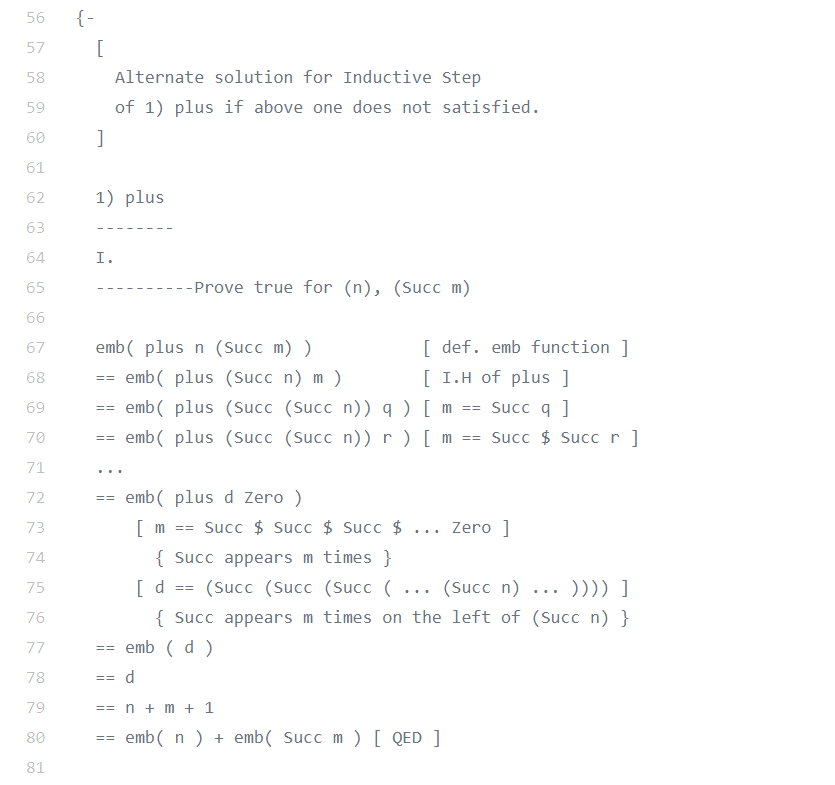 56 {-
57 [
58 Alternate solution for Inductive Step
59 of 1) plus if above one does not satisfied.
60 ]
61
62 1) plus
63 --------
64 I.
65 ----------Prove true for (n), (Succ m)
66
67 emb( plus n (Succ m) ) [ def. emb function ]
68 == emb( plus (Succ n) m ) [ I.H of plus ]
69 == emb( plus (Succ (Succ n)) q ) [ m == Succ q ]
70 == emb( plus (Succ (Succ n)) r ) [ m == Succ $ Succ r ]
71 ...
72 == emb( plus d Zero )
73 [ m == Succ $ Succ $ Succ $ ... Zero ]
74 { Succ appears m times }
75 [ d == (Succ (Succ (Succ ( ... (Succ n) ... )))) ]
76 { Succ appears m times on the left of (Succ n) }
77 == emb ( d )
78 == d
79 == n + m + 1
80 == emb( n ) + emb( Succ m ) [ QED ]
81